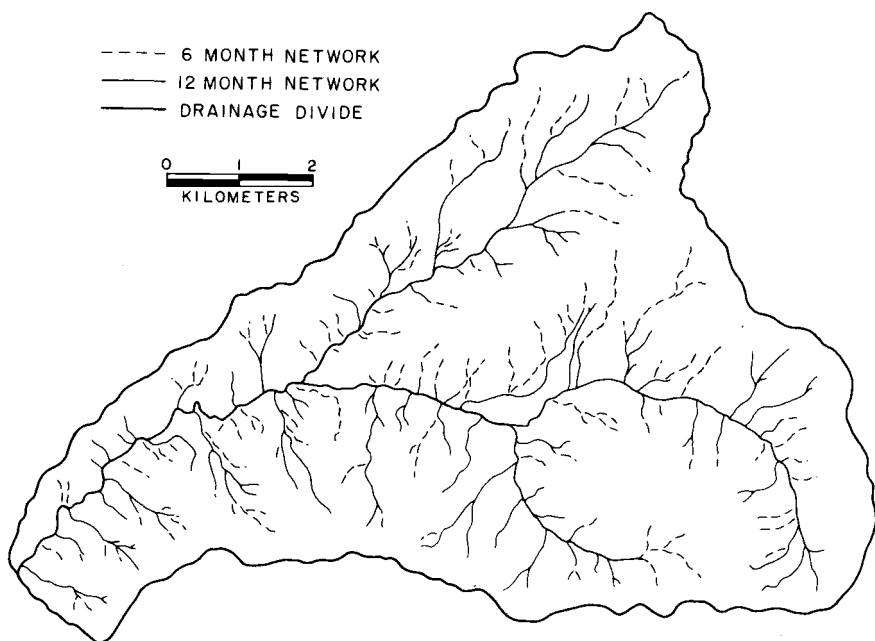 6 MONTH NETWORK
12 MONTH NETWORK
DRAINAGE DIVIDE
0 1 2
KILOMETERS